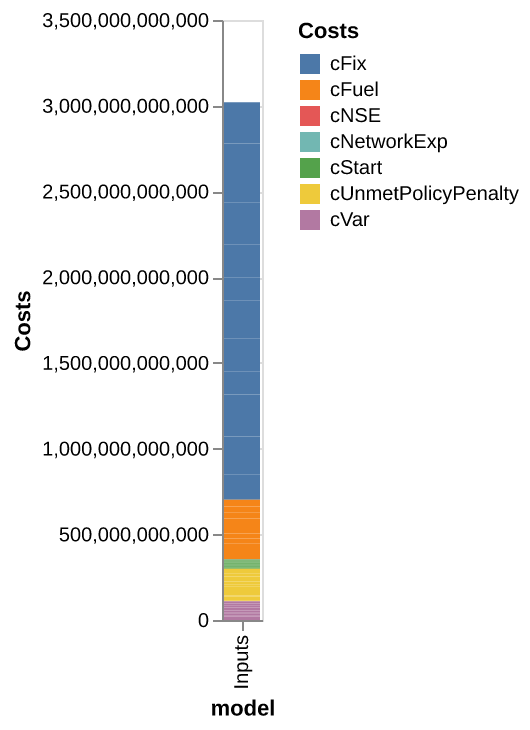 Costs
3,500,000,000,000
3,000,000,000,000
2,500,000,000,000
2,000,000,000,000
1,500,000,000,000
1,000,000,000,000
500,000,000,000
0
Inputs
model
Costs
cFix
cFuel
cNSE
cNetworkExp
cStart
cUnmetPolicyPenalty
cVar